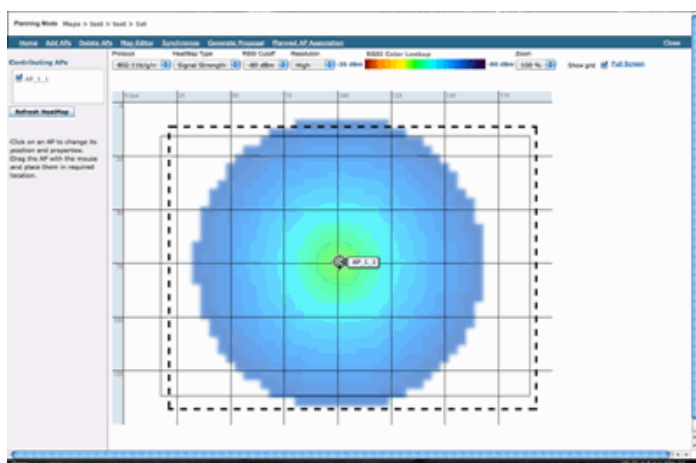 Planning Mode Maps > test > test > 1st
Home Add APs Delete APs Map Editor Synchronize Generate Proposal Planned AP Association Close
Contributing APs
AP_1_1
Refresh HeatMap
Click on an AP to change its
position and properties.
Drag the AP with the mouse
and place them in required
location.
Protocol HeatMap Type RSSI Cutoff Resolution RSSI Color Lookup Zoom
802.11b/g/n Signal Strength -80 dBm High -35 dBm -90 dBm 100 % Show grid Full Screen
AP_1_1